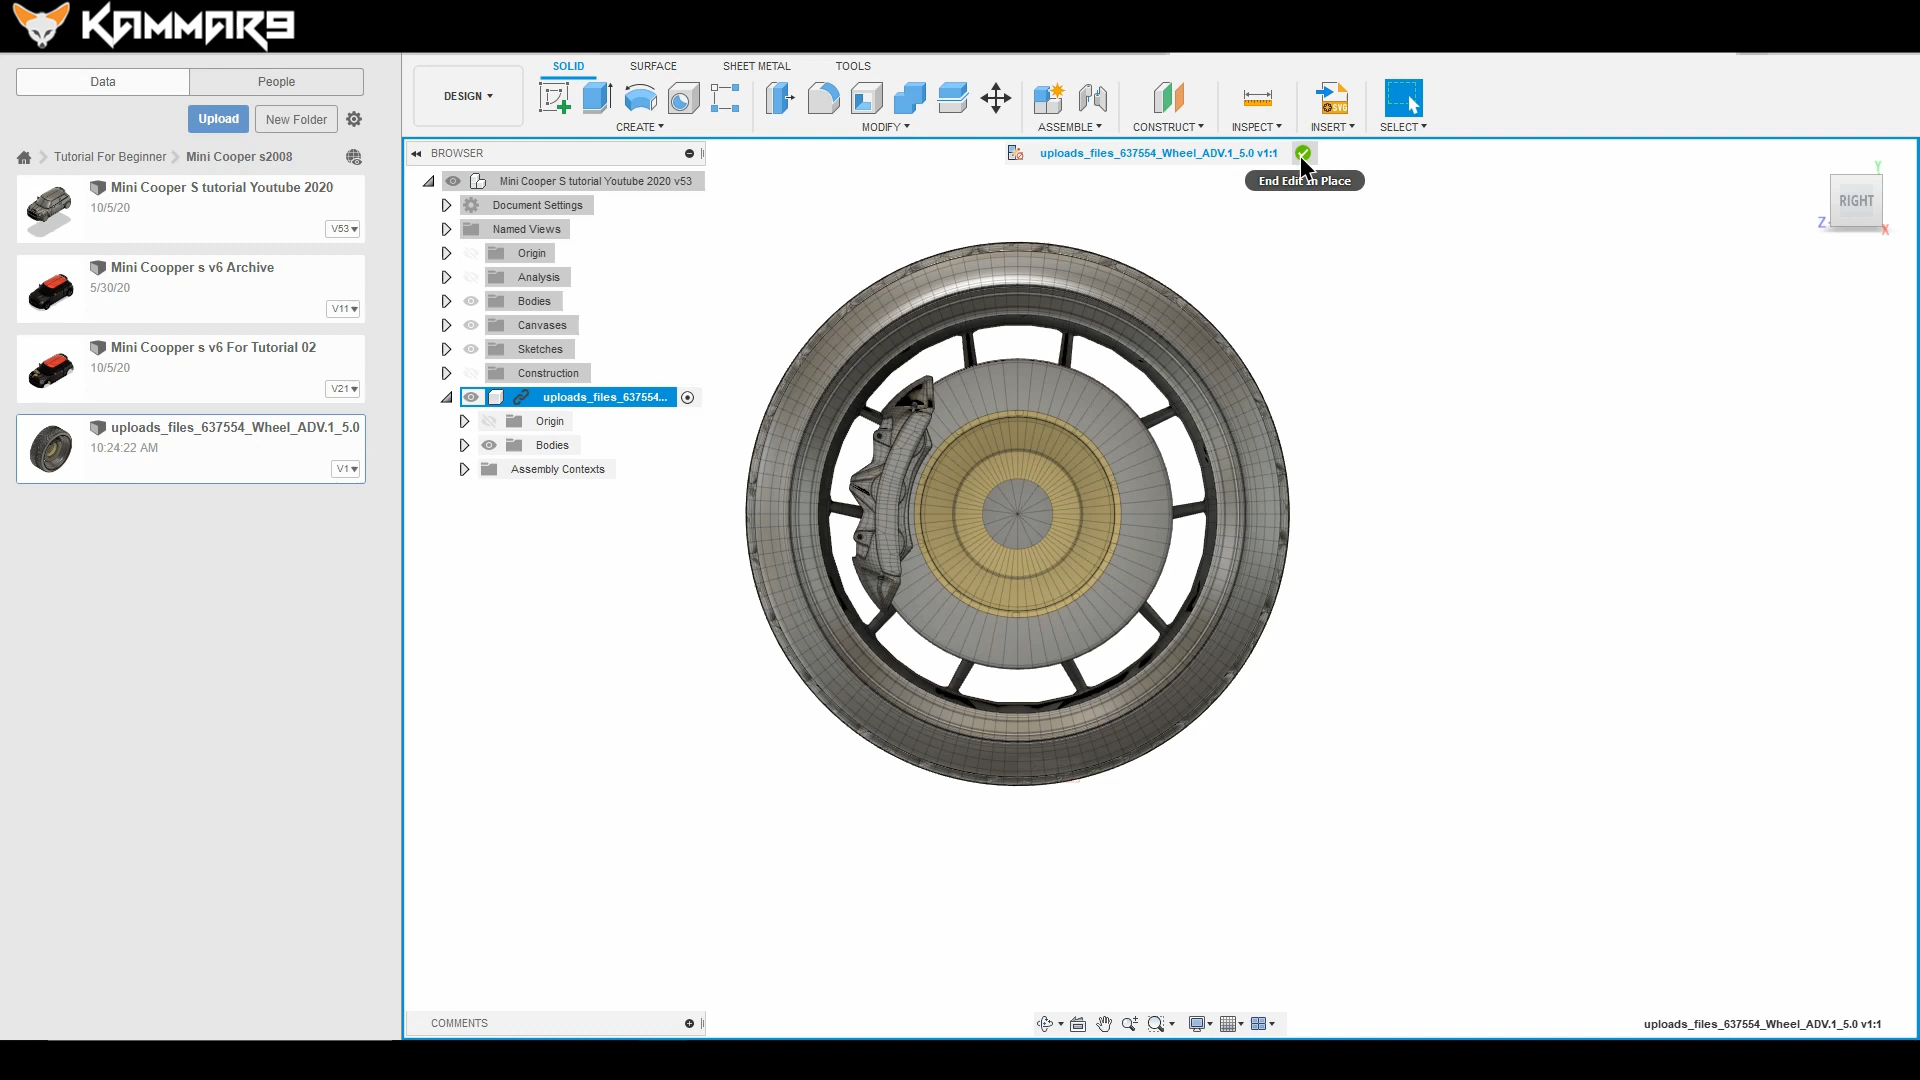 KAMMAR9
Data
People
Upload
New Folder
Tutorial For Beginner
Mini Cooper s2008
Mini Cooper S tutorial Youtube 2020
10/5/20
V53
Mini Coopper s v6 Archive
5/30/20
V11
Mini Coopper s v6 For Tutorial 02
10/5/20
V21
uploads_files_637554_Wheel_ADV.1_5.0
10:24:22 AM
V1
DESIGN
SOLID
SURFACE
SHEET METAL
TOOLS
CREATE
MODIFY
ASSEMBLE
CONSTRUCT
INSPECT
INSERT
SVG
SELECT
BROWSER
Mini Cooper S tutorial Youtube 2020 v53
Document Settings
Named Views
Origin
Analysis
Bodies
Canvases
Sketches
Construction
uploads_files_637554...
Origin
Bodies
Assembly Contexts
uploads_files_637554_Wheel_ADV.1_5.0 v1:1
End Edit In Place
Y
RIGHT
Z
X
COMMENTS
uploads_files_637554_Wheel_ADV.1_5.0 v1:1